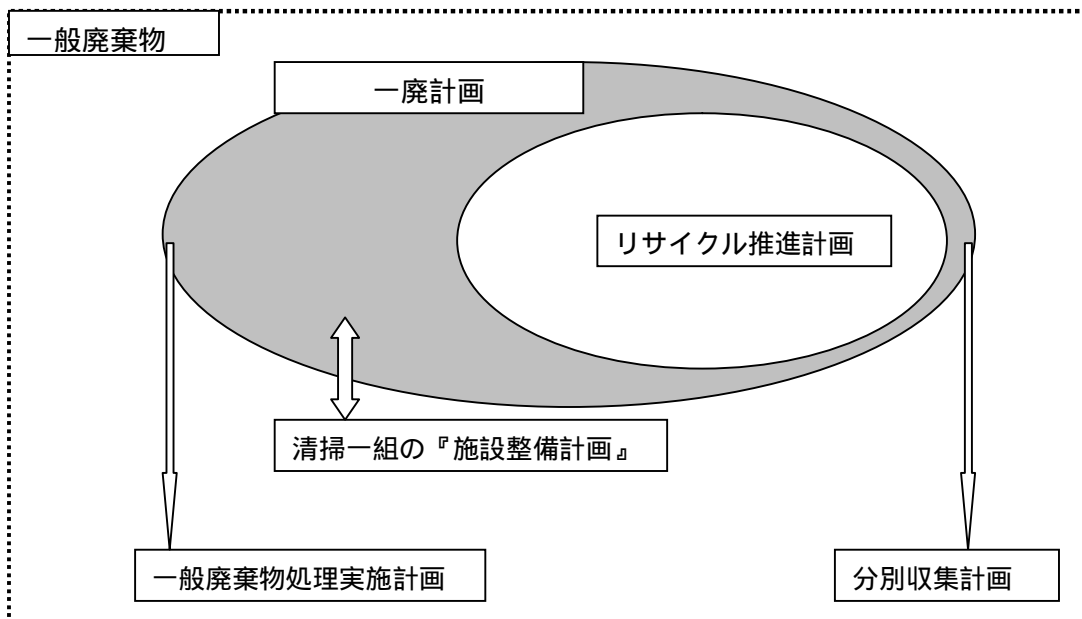 一般廃棄物
一廃計画
リサイクル推進計画
清掃一組の『施設整備計画』
一般廃棄物処理実施計画
分別収集計画